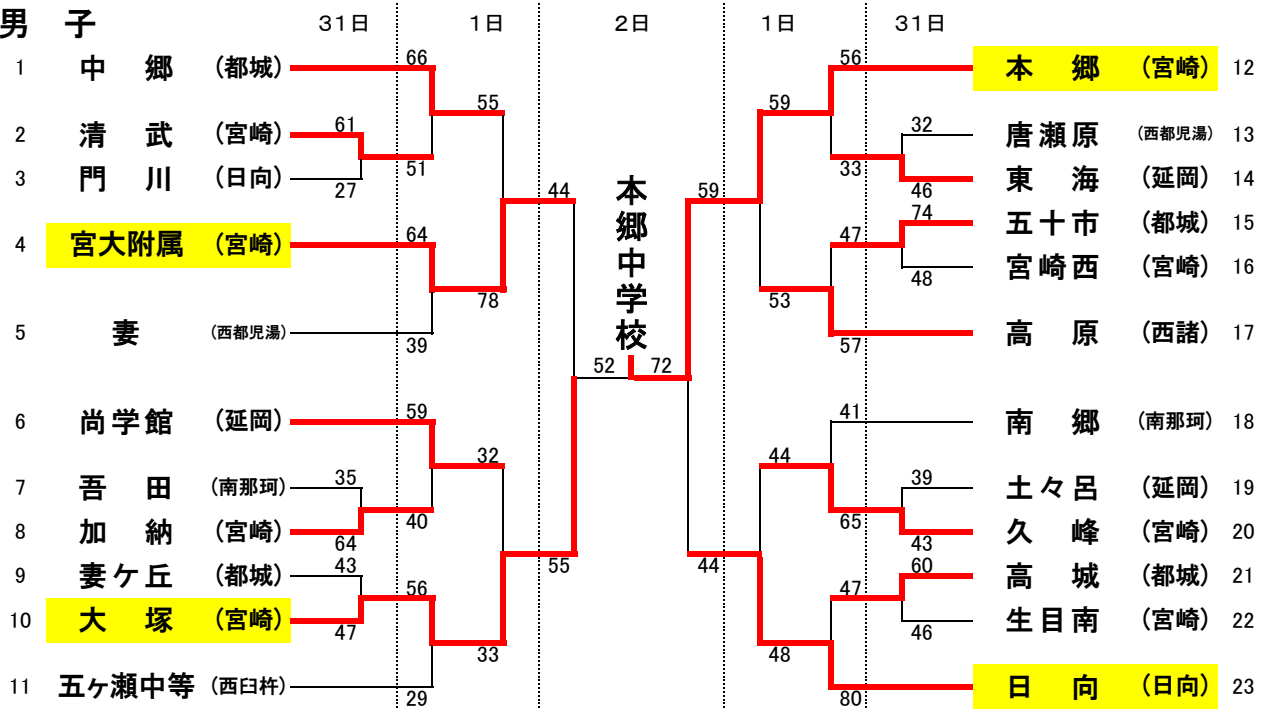 男 子
31日 1日 2日 1日 31日
1 中 郷 (都城)
2 清 武 (宮崎)
3 門 川 (日向)
4 宮大附属 (宮崎)
5 妻 (西都児湯)
6 尚学館 (延岡)
7 吾 田 (南那珂)
8 加 納 (宮崎)
9 妻ケ丘 (都城)
10 大 塚 (宮崎)
11 五ヶ瀬中等 (西臼杵)
66
61
51
27
55
64
78
39
44
59
35
32
40
64
43
56
47
33
29
55
本郷中学校
52 72
59
44
56
59
32
33
46
74
47
48
53
57
41
44
39
65
43
60
47
46
48
80
本 郷 (宮崎) 12
唐瀬原 (西都児湯) 13
東 海 (延岡) 14
五十市 (都城) 15
宮崎西 (宮崎) 16
高 原 (西諸) 17
南 郷 (南那珂) 18
土々呂 (延岡) 19
久 峰 (宮崎) 20
高 城 (都城) 21
生目南 (宮崎) 22
日 向 (日向) 23